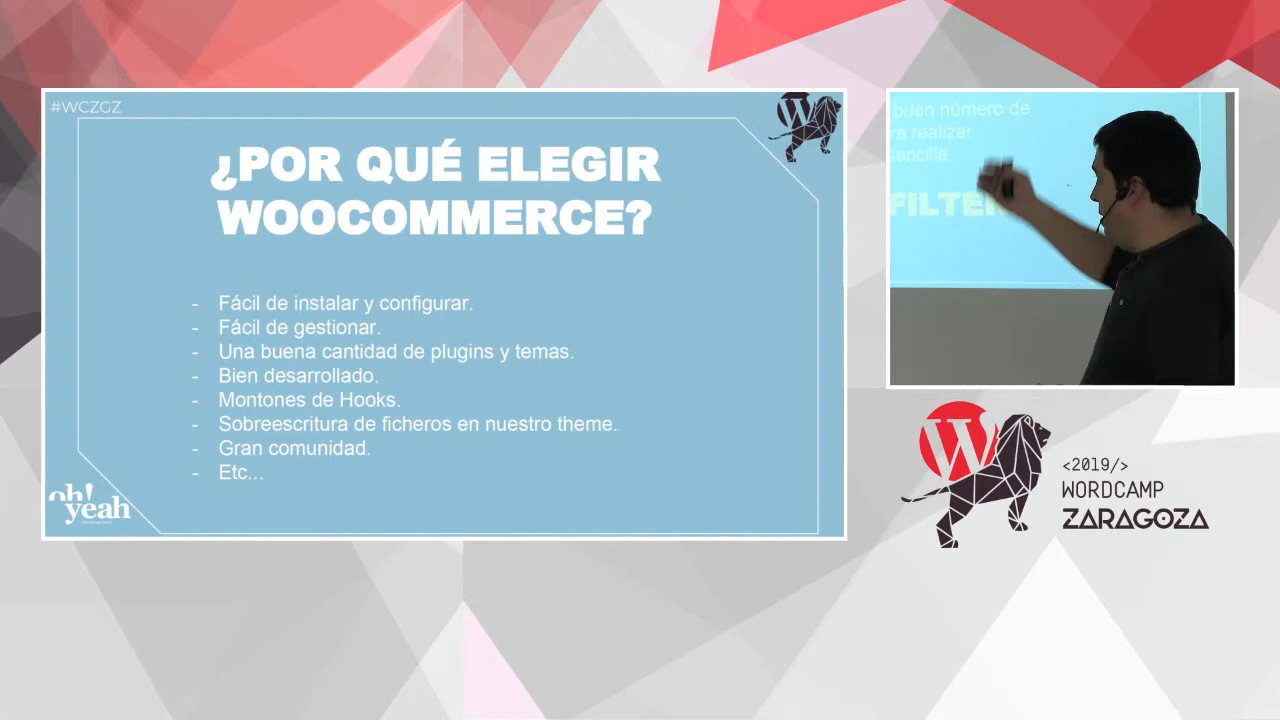 #WCZGZ
¿POR QUÉ ELEGIR
WOOCOMMERCE?
- Fácil de instalar y configurar.
- Fácil de gestionar.
- Una buena cantidad de plugins y temas.
- Bien desarrollado.
- Montones de Hooks.
- Sobreescritura de ficheros en nuestro theme.
- Gran comunidad.
- Etc...
oh!
yeah
buen número de
ra realizar
sencilla.
FILTER
<2019/>
WORDCAMP
ZARAGOZA